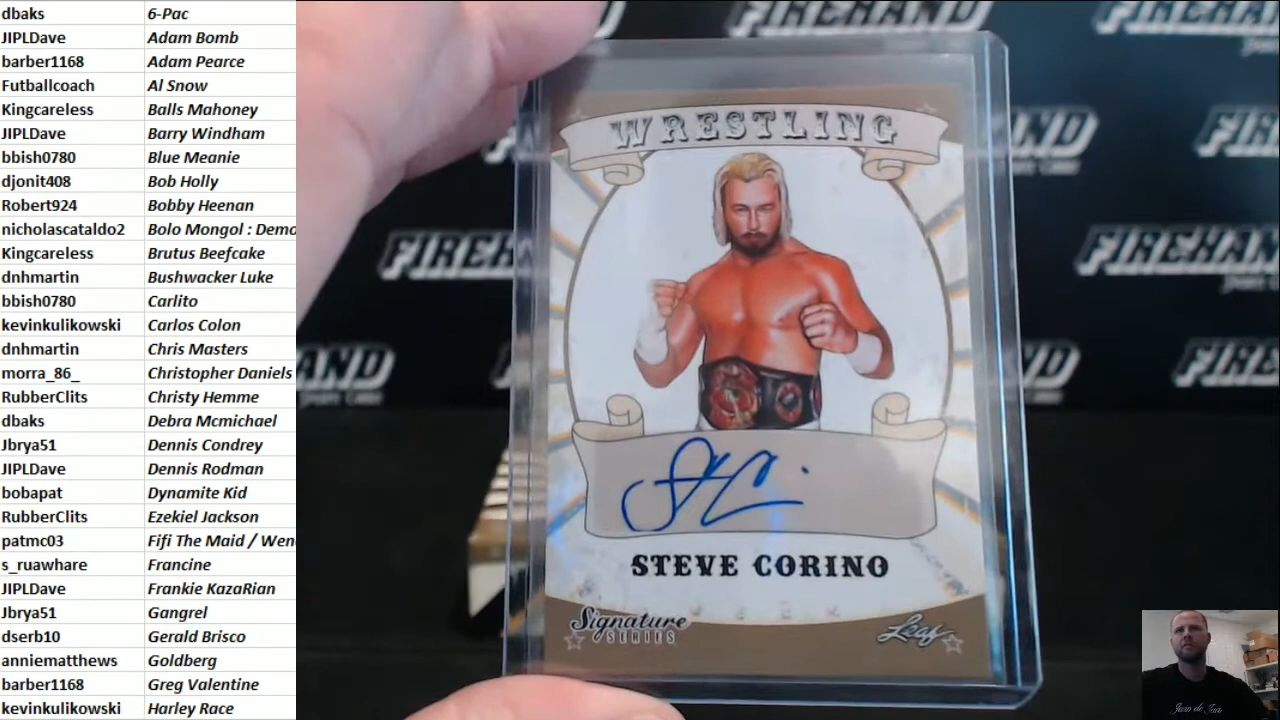 dbaks 6-Pac
JIPLDave Adam Bomb
barber1168 Adam Pearce
Futballcoach Al Snow
Kingcareless Balls Mahoney
JIPLDave Barry Windham
bbish0780 Blue Meanie
djonit408 Bob Holly
Robert924 Bobby Heenan
nicholascataldo2 Bolo Mongol : Demo
Kingcareless Brutus Beefcake
dnhmartin Bushwacker Luke
bbish0780 Carlito
kevinkulikowski Carlos Colon
dnhmartin Chris Masters
morra_86_ Christopher Daniels
RubberClits Christy Hemme
dbaks Debra Mcmichael
Jbrya51 Dennis Condrey
JIPLDave Dennis Rodman
bobapat Dynamite Kid
RubberClits Ezekiel Jackson
patmc03 Fifi The Maid / Wen
s_ruawhare Francine
JIPLDave Frankie KazaRian
Jbrya51 Gangrel
dserb10 Gerald Brisco
anniematthews Goldberg
barber1168 Greg Valentine
kevinkulikowski Harley Race
WRESTLING
STEVE CORINO
Signature
SERIES
Leaf
FIREHAND
FIREHAND
FIREHAN